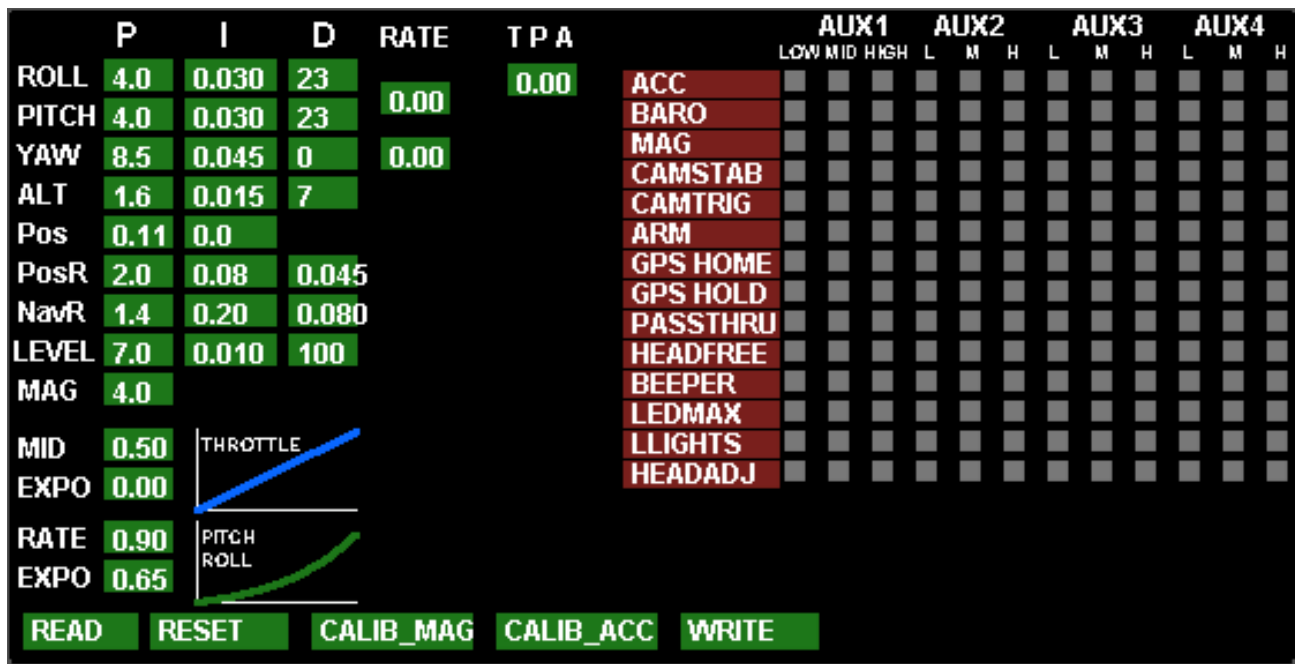 P I D RATE T P A AUX1 AUX2 AUX3 AUX4
LOW MID HIGH L M H L M H L M H
ROLL 4.0 0.030 23 0.00 0.00 ACC
PITCH 4.0 0.030 23 BARO
YAW 8.5 0.045 0 0.00 MAG
CAMSTAB
ALT 1.6 0.015 7 CAMTRIG
Pos 0.11 0.0 ARM
PosR 2.0 0.08 0.045 GPS HOME
GPS HOLD
NavR 1.4 0.20 0.080 PASSTHRU
LEVEL 7.0 0.010 100 HEADFREE
MAG 4.0 BEEPER
LEDMAX
MID 0.50 THROTTLE LLIGHTS
EXPO 0.00 HEADADJ
RATE 0.90 PITCH
ROLL
EXPO 0.65
READ RESET CALIB_MAG CALIB_ACC WRITE